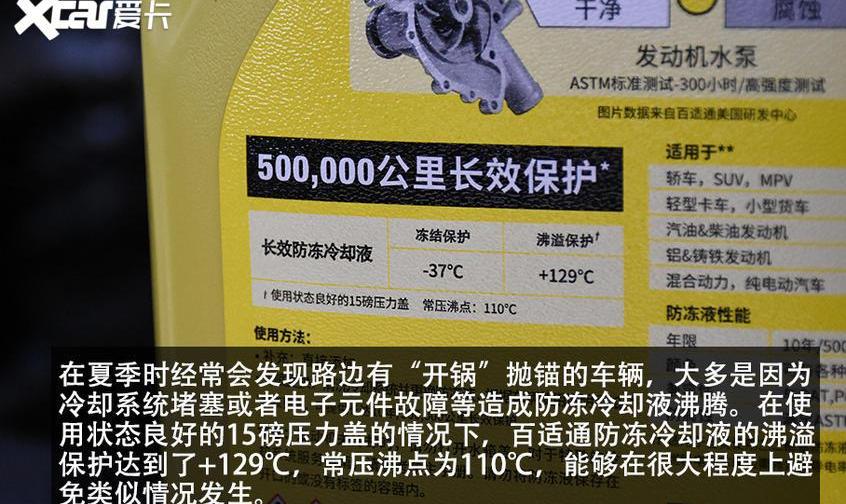 Xcar爱卡
干净
腐蚀
发动机水泵
ASTM标准测试-300小时/高强度测试
图片数据来自百适通美国研发中心
500,000公里长效保护*
长效防冻冷却液
冻结保护
沸溢保护†
-37℃
+129℃
† 使用状态良好的15磅压力盖 常压沸点：110℃
使用方法：
适用于**
轿车，SUV，MPV
轻型卡车，小型货车
汽油&柴油发动机
铝&铸铁发动机
混合动力，纯电动汽车
防冻液性能
年限
10年/500
在夏季时经常会发现路边有“开锅”抛锚的车辆，大多是因为
冷却系统堵塞或者电子元件故障等造成防冻冷却液沸腾。在使
用状态良好的15磅压力盖的情况下，百适通防冻冷却液的沸溢
保护达到了+129℃，常压沸点为110℃，能够在很大程度上避
免类似情况发生。